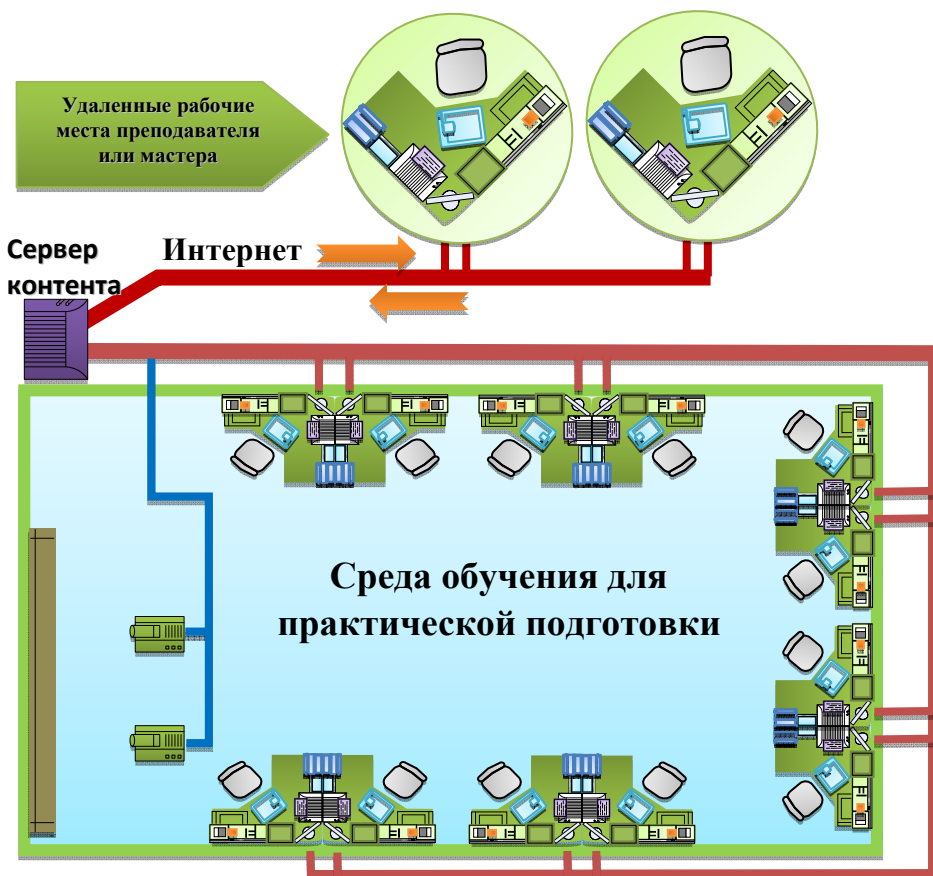 Удаленные рабочие
места преподавателя
или мастера
Сервер
контента
Интернет
Среда обучения для
практической подготовки